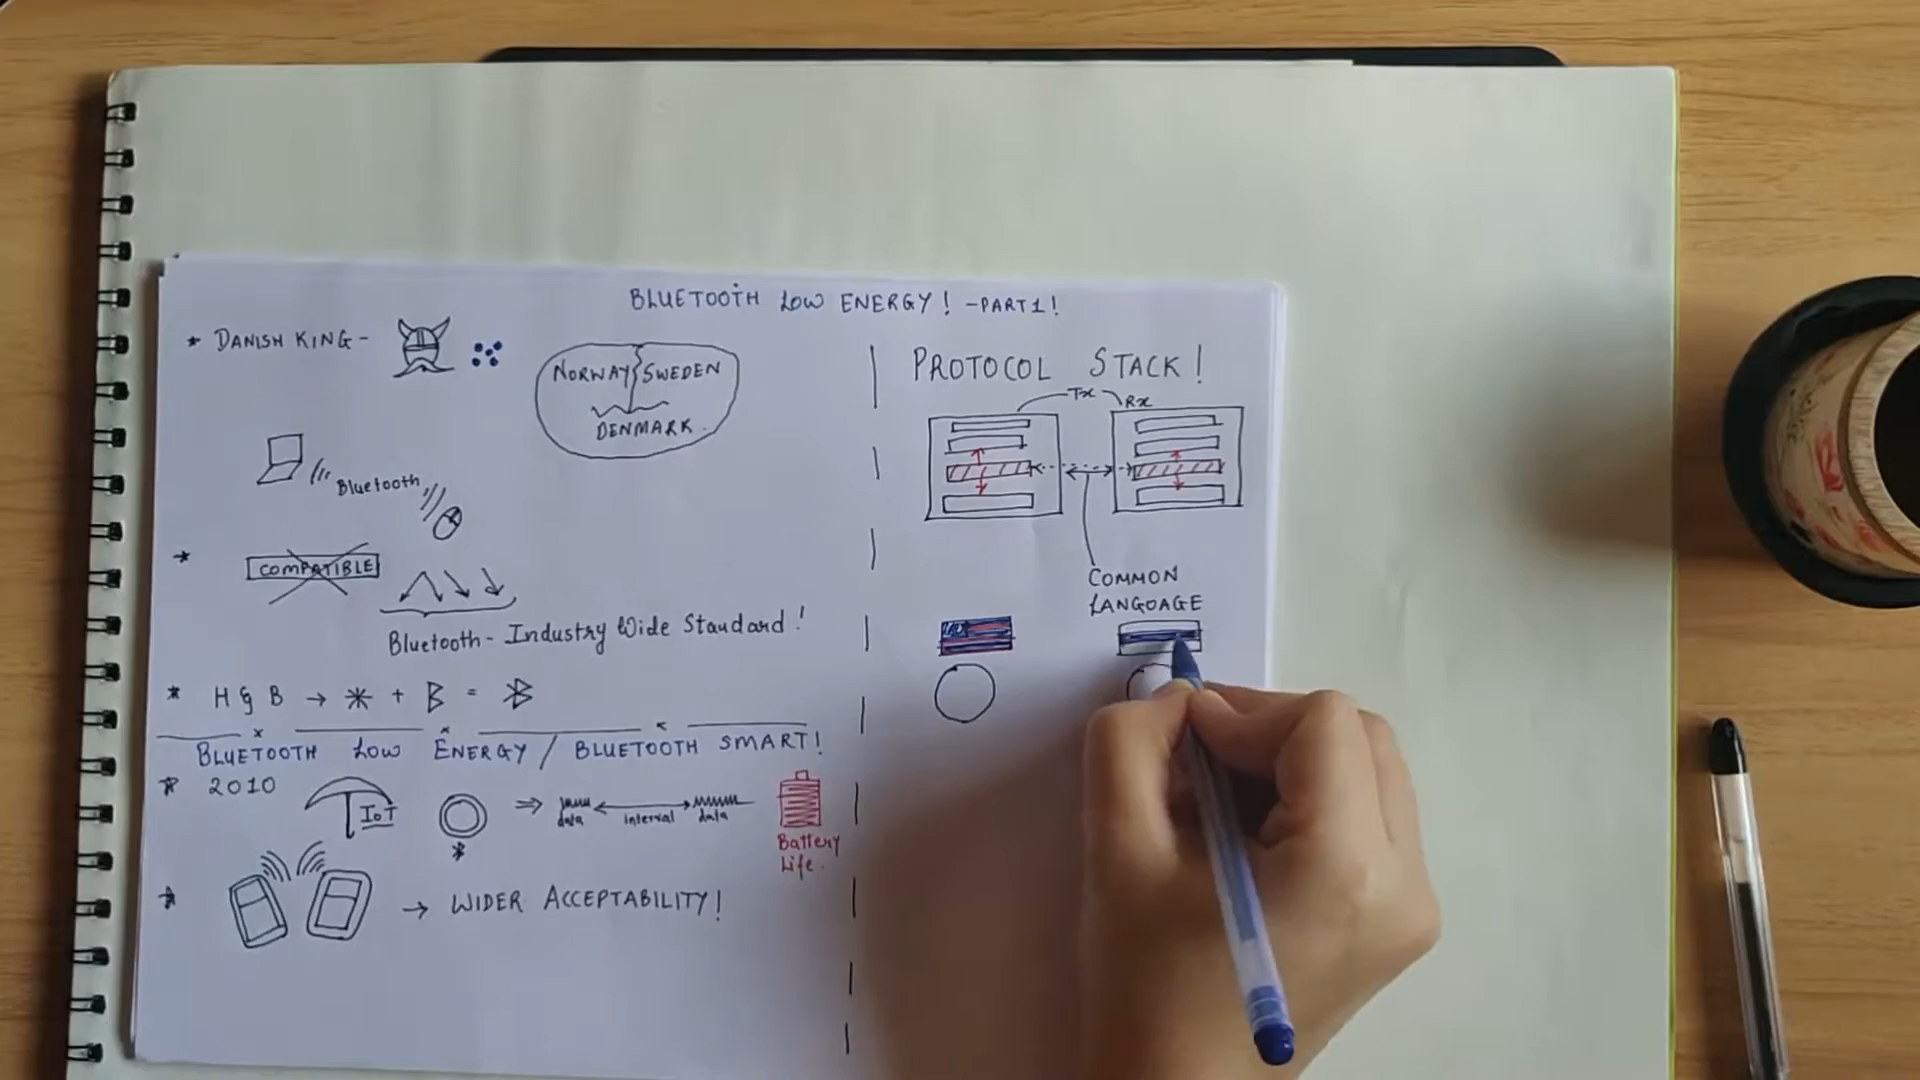 BLUETOOTH LOW ENERGY! - PART1!
* DANISH KING -
NORWAY SWEDEN
DENMARK.
Bluetooth
* COMPATIBLE
Bluetooth - Industry Wide Standard!
* H & B → * + B = ᛒ
BLUETOOTH LOW ENERGY / BLUETOOTH SMART!
* 2010
IoT
data interval data
Battery
Life.
* → WIDER ACCEPTABILITY!
PROTOCOL STACK!
Tx Rx
COMMON
LANGOAGE